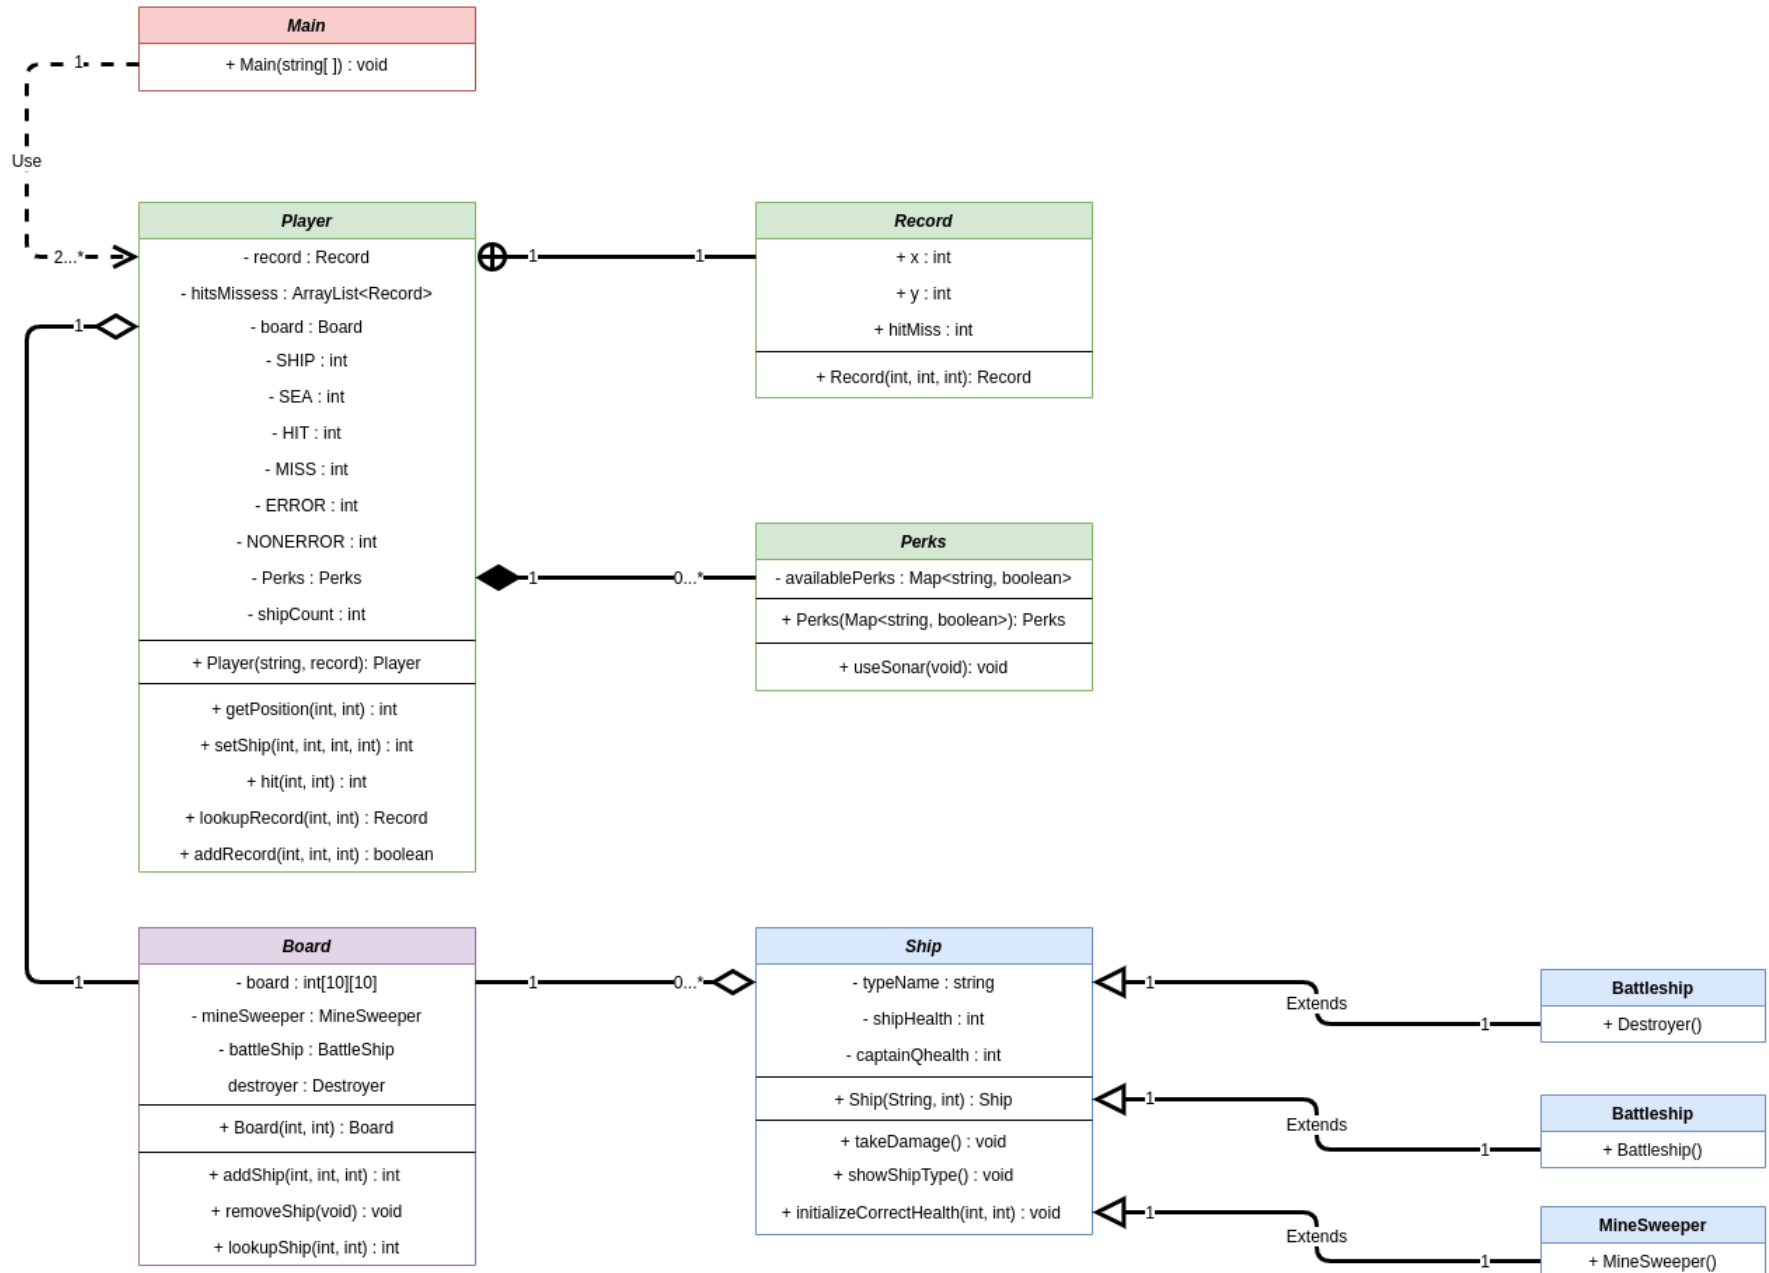 Main
+ Main(string[ ]) : void
1
Use
2...*
Player
- record : Record
- hitsMissess : ArrayList<Record>
- board : Board
- SHIP : int
- SEA : int
- HIT : int
- MISS : int
- ERROR : int
- NONERROR : int
- Perks : Perks
- shipCount : int
+ Player(string, record): Player
+ getPosition(int, int) : int
+ setShip(int, int, int, int) : int
+ hit(int, int) : int
+ lookupRecord(int, int) : Record
+ addRecord(int, int, int) : boolean
1
1
Record
+ x : int
+ y : int
+ hitMiss : int
+ Record(int, int, int): Record
1
0...*
Perks
- availablePerks : Map<string, boolean>
+ Perks(Map<string, boolean>): Perks
+ useSonar(void): void
1
1
Board
- board : int[10][10]
- mineSweeper : MineSweeper
- battleShip : BattleShip
destroyer : Destroyer
+ Board(int, int) : Board
+ addShip(int, int, int) : int
+ removeShip(void) : void
+ lookupShip(int, int) : int
1
0...*
Ship
- typeName : string
- shipHealth : int
- captainQhealth : int
+ Ship(String, int) : Ship
+ takeDamage() : void
+ showShipType() : void
+ initializeCorrectHealth(int, int) : void
1
Extends
1
Battleship
+ Destroyer()
1
Extends
1
Battleship
+ Battleship()
1
Extends
1
MineSweeper
+ MineSweeper()